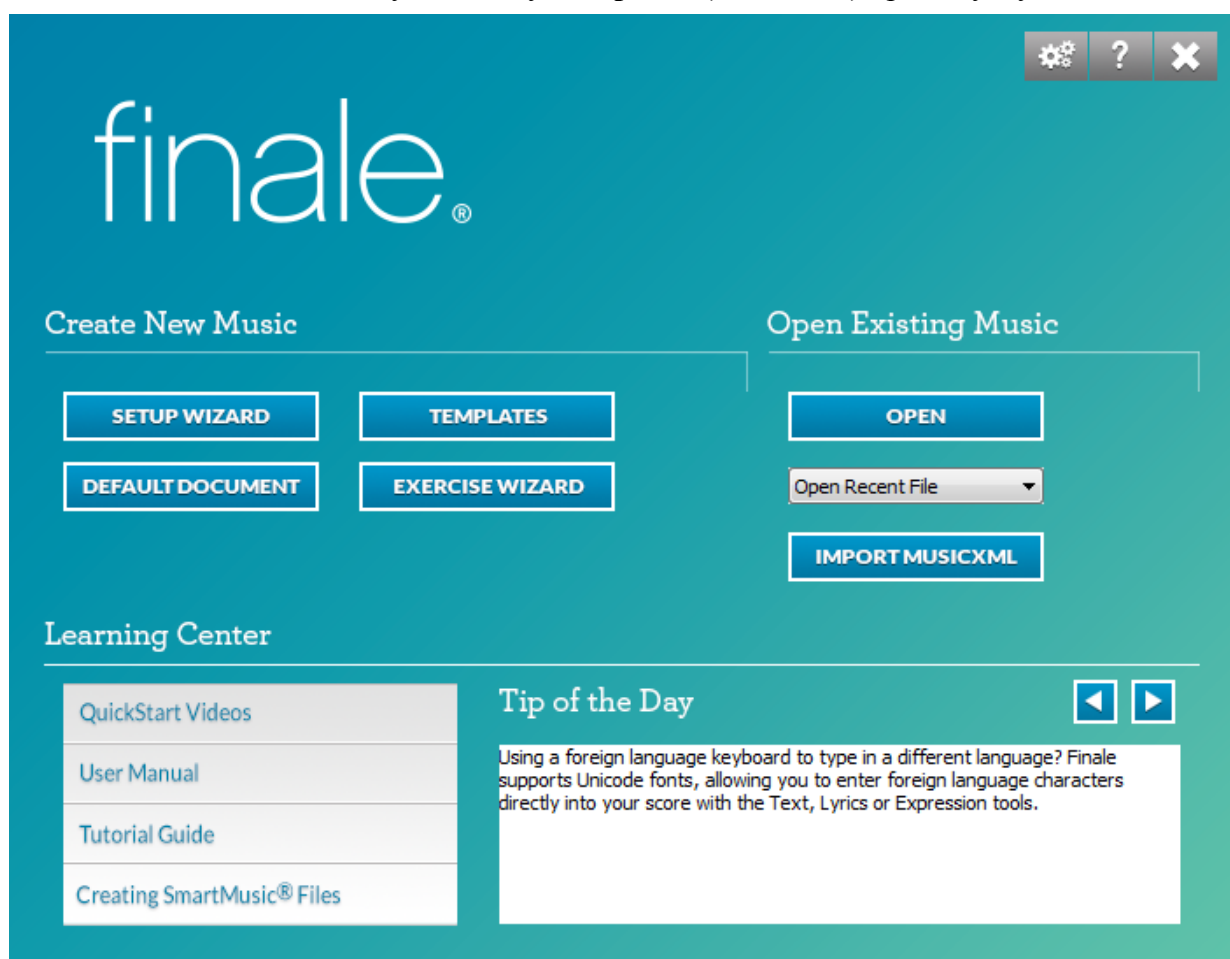 ?
finale®
Create New Music
Open Existing Music
SETUP WIZARD
TEMPLATES
OPEN
DEFAULT DOCUMENT
EXERCISE WIZARD
Open Recent File
IMPORT MUSICXML
Learning Center
QuickStart Videos
User Manual
Tutorial Guide
Creating SmartMusic® Files
Tip of the Day
Using a foreign language keyboard to type in a different language? Finale
supports Unicode fonts, allowing you to enter foreign language characters
directly into your score with the Text, Lyrics or Expression tools.